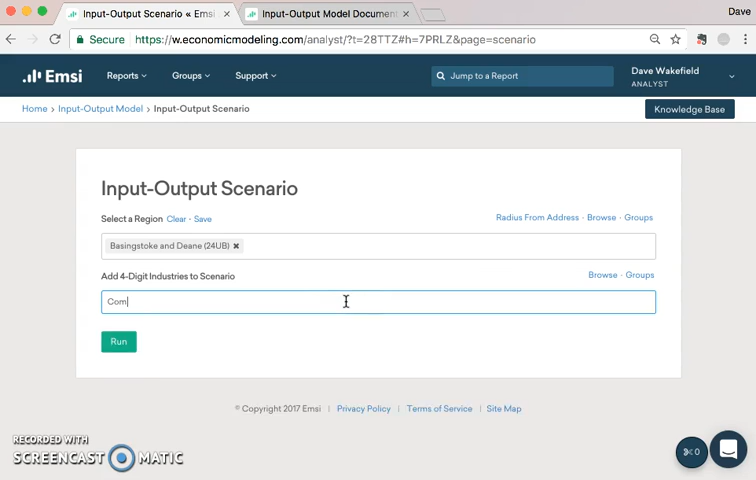 Input-Output Scenario « Emsi
Input-Output Model Document
Dave
Secure
https://w.economicmodeling.com/analyst/?t=28TTZ#h=7PRLZ&page=scenario
Emsi
Reports
Groups
Support
Jump to a Report
Dave Wakefield
ANALYST
Home > Input-Output Model > Input-Output Scenario
Knowledge Base
Input-Output Scenario
Select a Region Clear - Save
Radius From Address - Browse - Groups
Basingstoke and Deane (24UB) ×
Add 4-Digit Industries to Scenario
Browse - Groups
Com
Run
© Copyright 2017 Emsi | Privacy Policy | Terms of Service | Site Map
RECORDED WITH
SCREENCAST MATIC
0